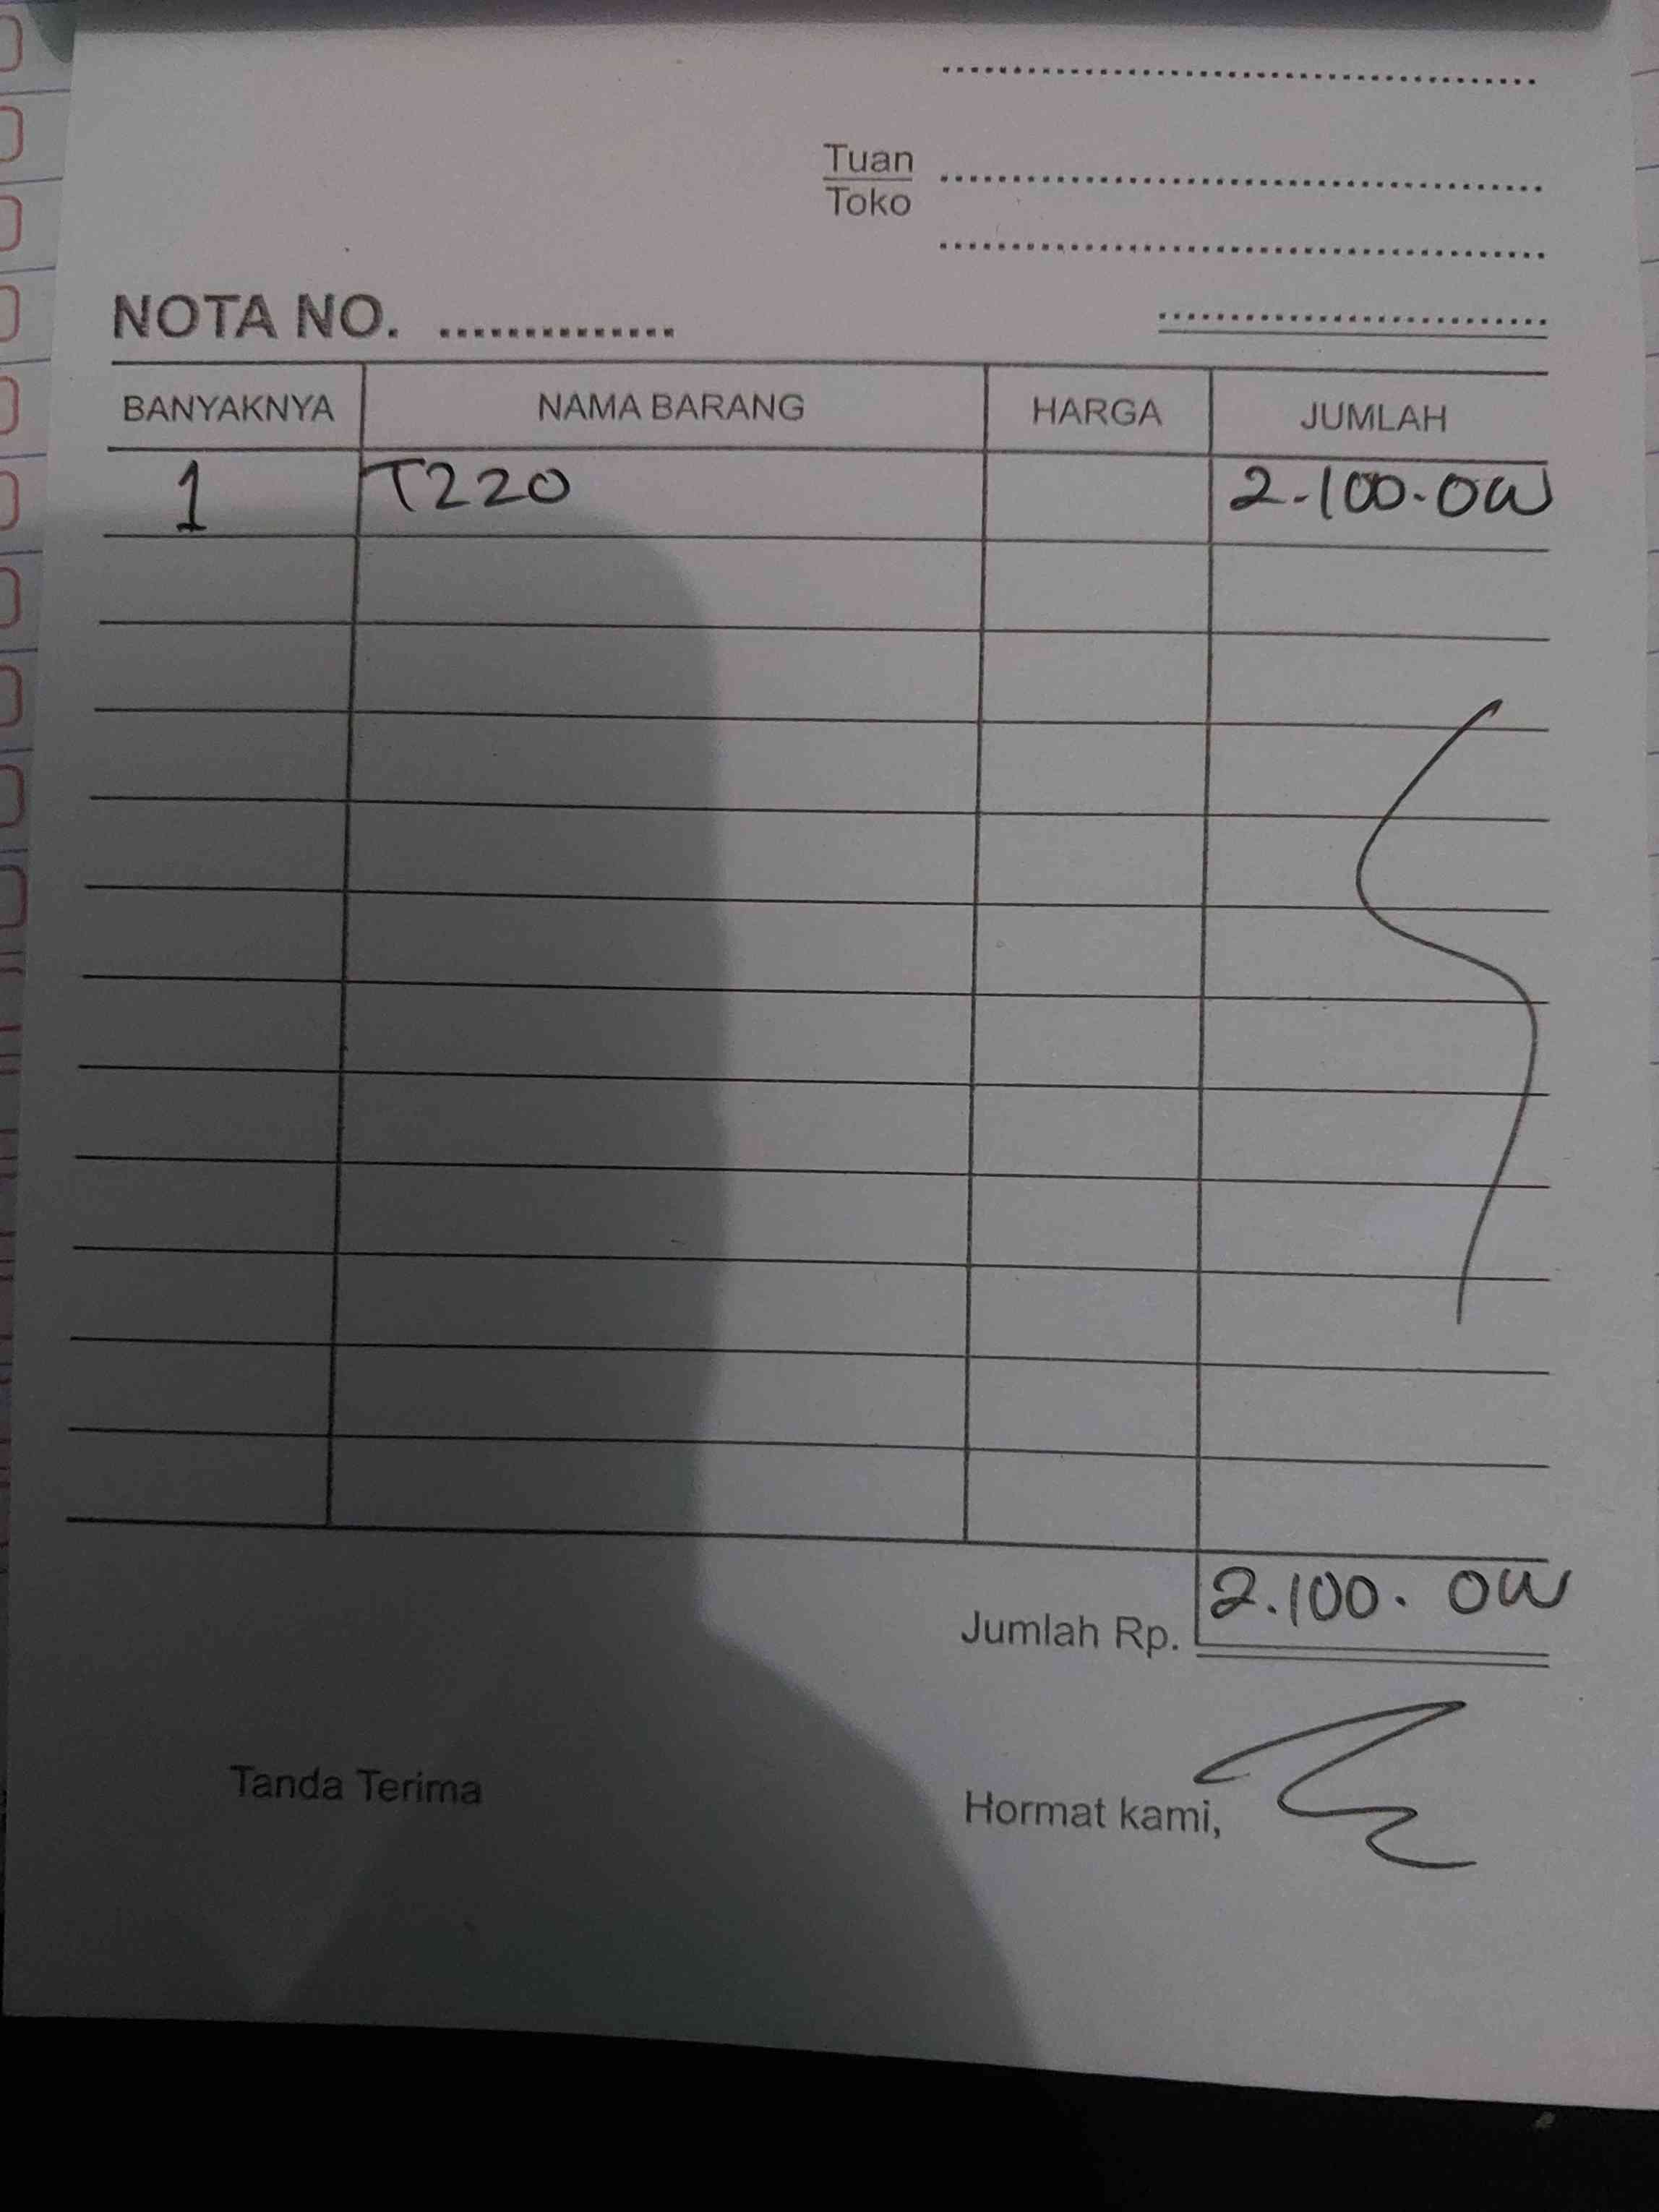 Tuan
Toko
NOTA NO. ..............
BANYAKNYA NAMA BARANG HARGA JUMLAH
1 T220 2.100.000
Jumlah Rp. 2.100.000
Tanda Terima Hormat kami,